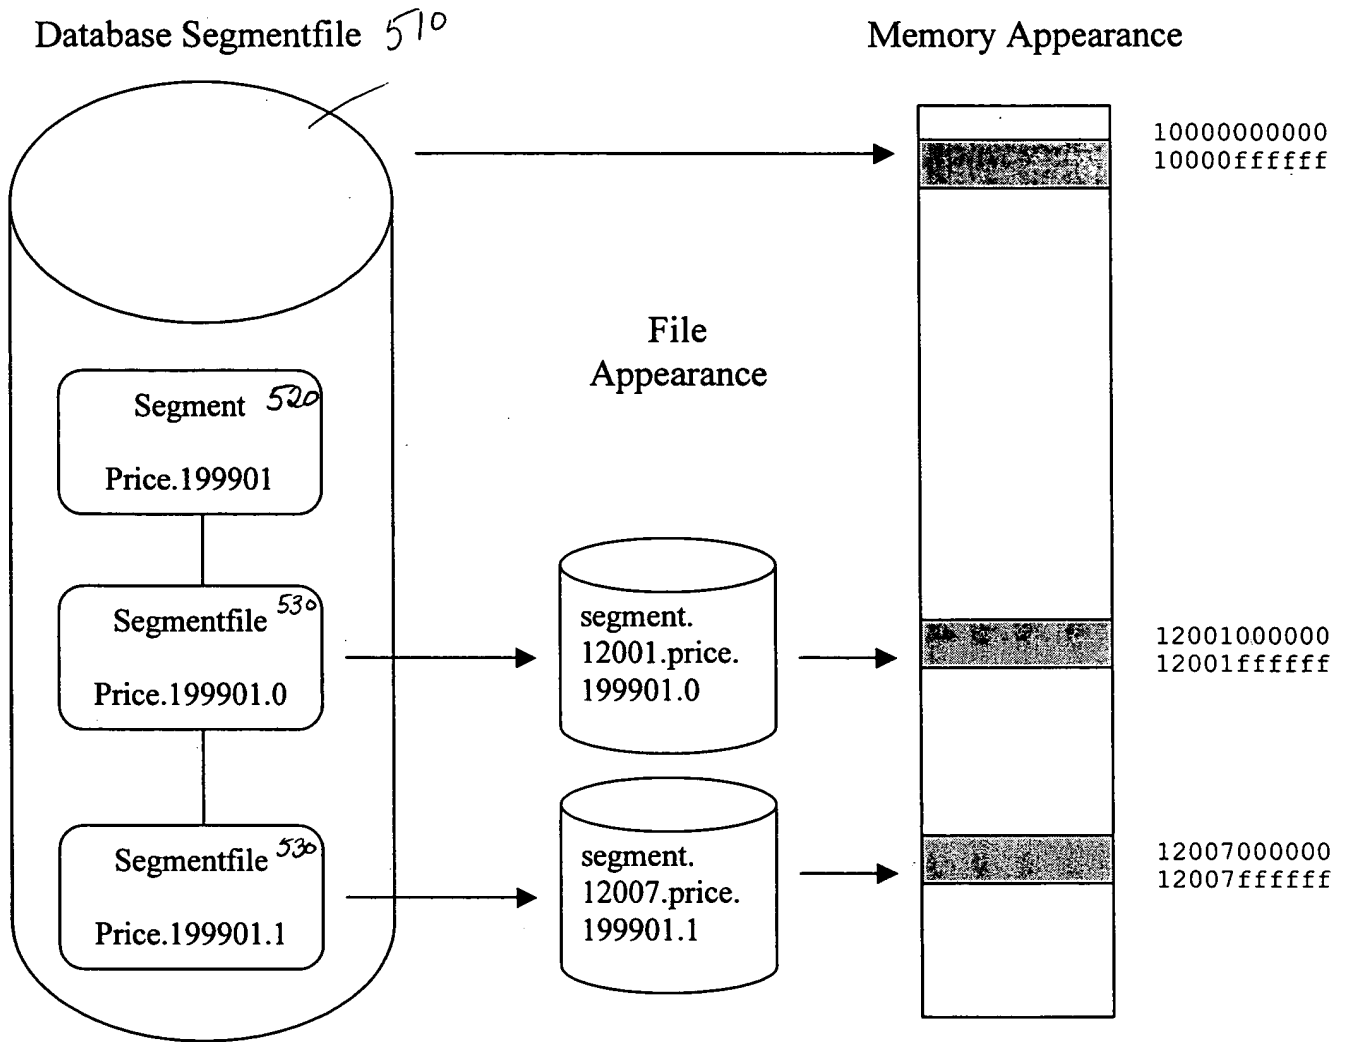 Database Segmentfile 510
Memory Appearance
10000000000
10000ffffff
File
Appearance
Segment 520
Price.199901
Segmentfile 530
Price.199901.0
segment.
12001.price.
199901.0
12001000000
12001ffffff
Segmentfile 530
Price.199901.1
segment.
12007.price.
199901.1
12007000000
12007ffffff